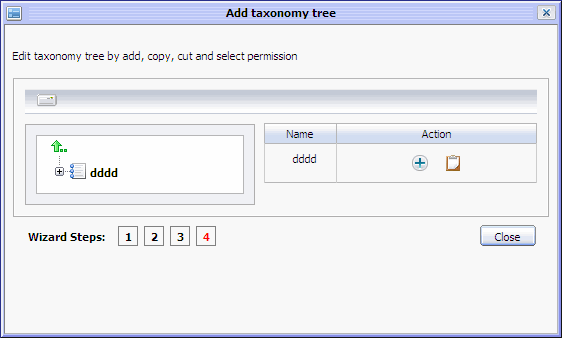 Add taxonomy tree
Edit taxonomy tree by add, copy, cut and select permission
Name Action
dddd
dddd
Wizard Steps: 1 2 3 4
Close